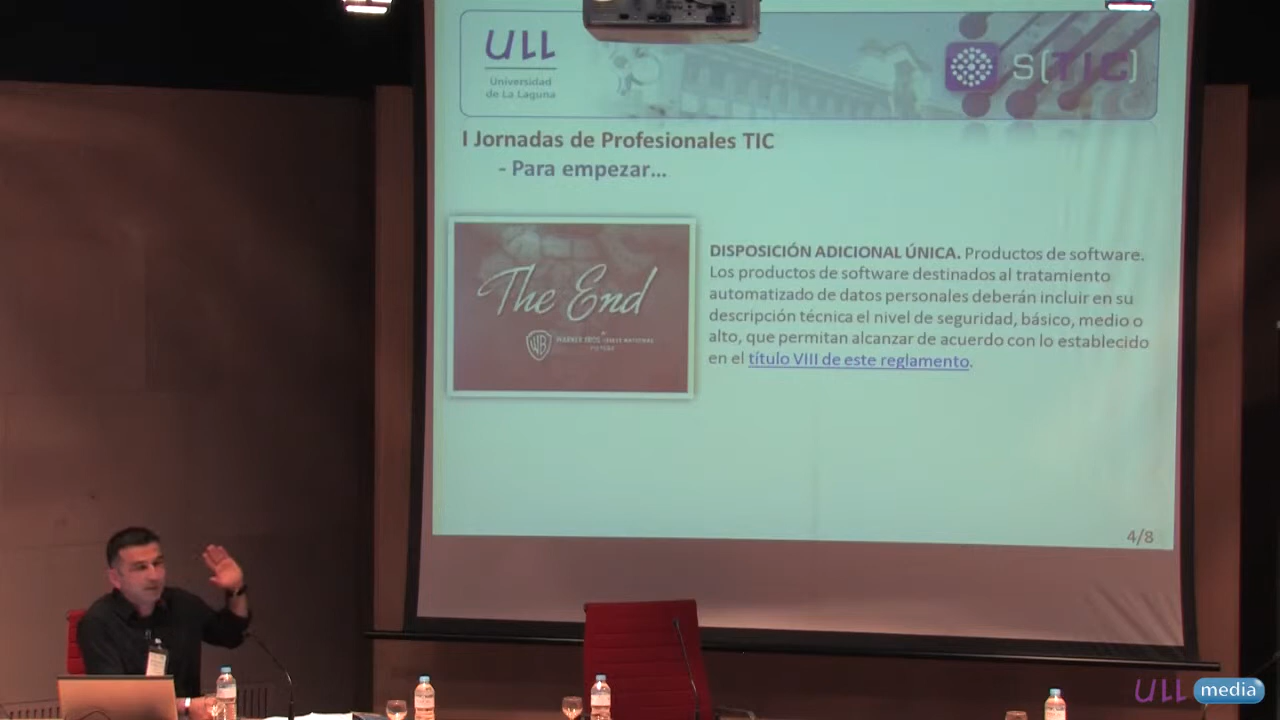 ULL
Universidad
de La Laguna
S(TIC)
I Jornadas de Profesionales TIC
- Para empezar...
The End
WB
DISPOSICIÓN ADICIONAL ÚNICA. Productos de software.
Los productos de software destinados al tratamiento
automatizado de datos personales deberán incluir en su
descripción técnica el nivel de seguridad, básico, medio o
alto, que permitan alcanzar de acuerdo con lo establecido
en el título VIII de este reglamento.
4/8
ULL media